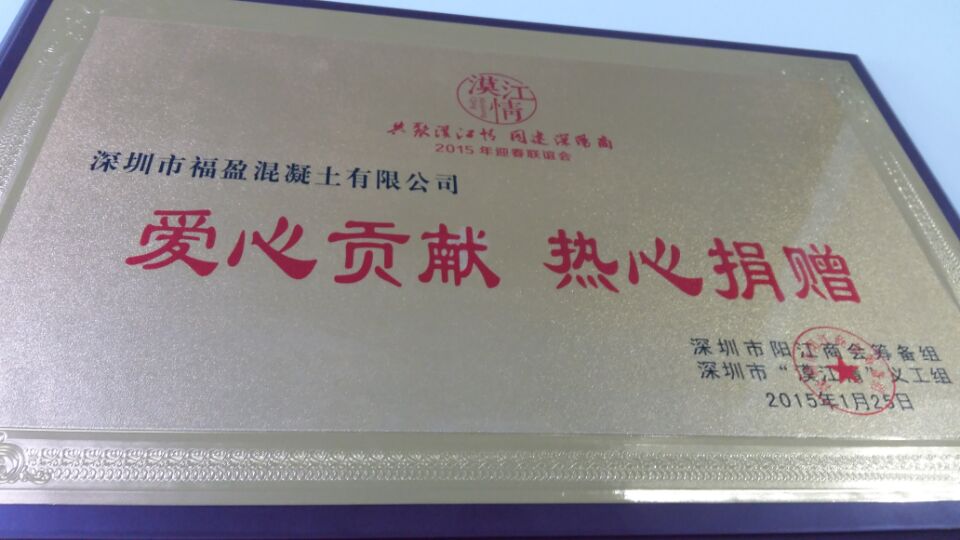 漠江情
共聚漠江情 同建深阳商
2015年迎春联谊会
深圳市福盈混凝土有限公司
爱心贡献 热心捐赠
深圳市阳江商会筹备组
深圳市“漠江情”义工组
2015年1月25日